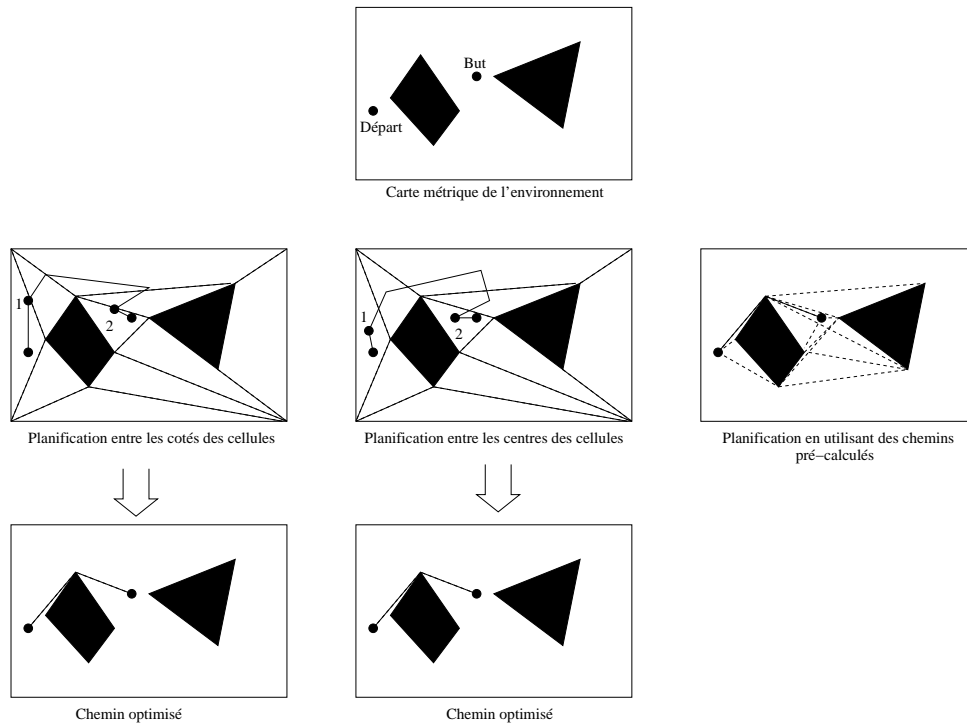 But
Départ
Carte métrique de l'environnement
1
2
Planification entre les cotés des cellules
1
2
Planification entre les centres des cellules
Planification en utilisant des chemins
pré−calculés
Chemin optimisé
Chemin optimisé